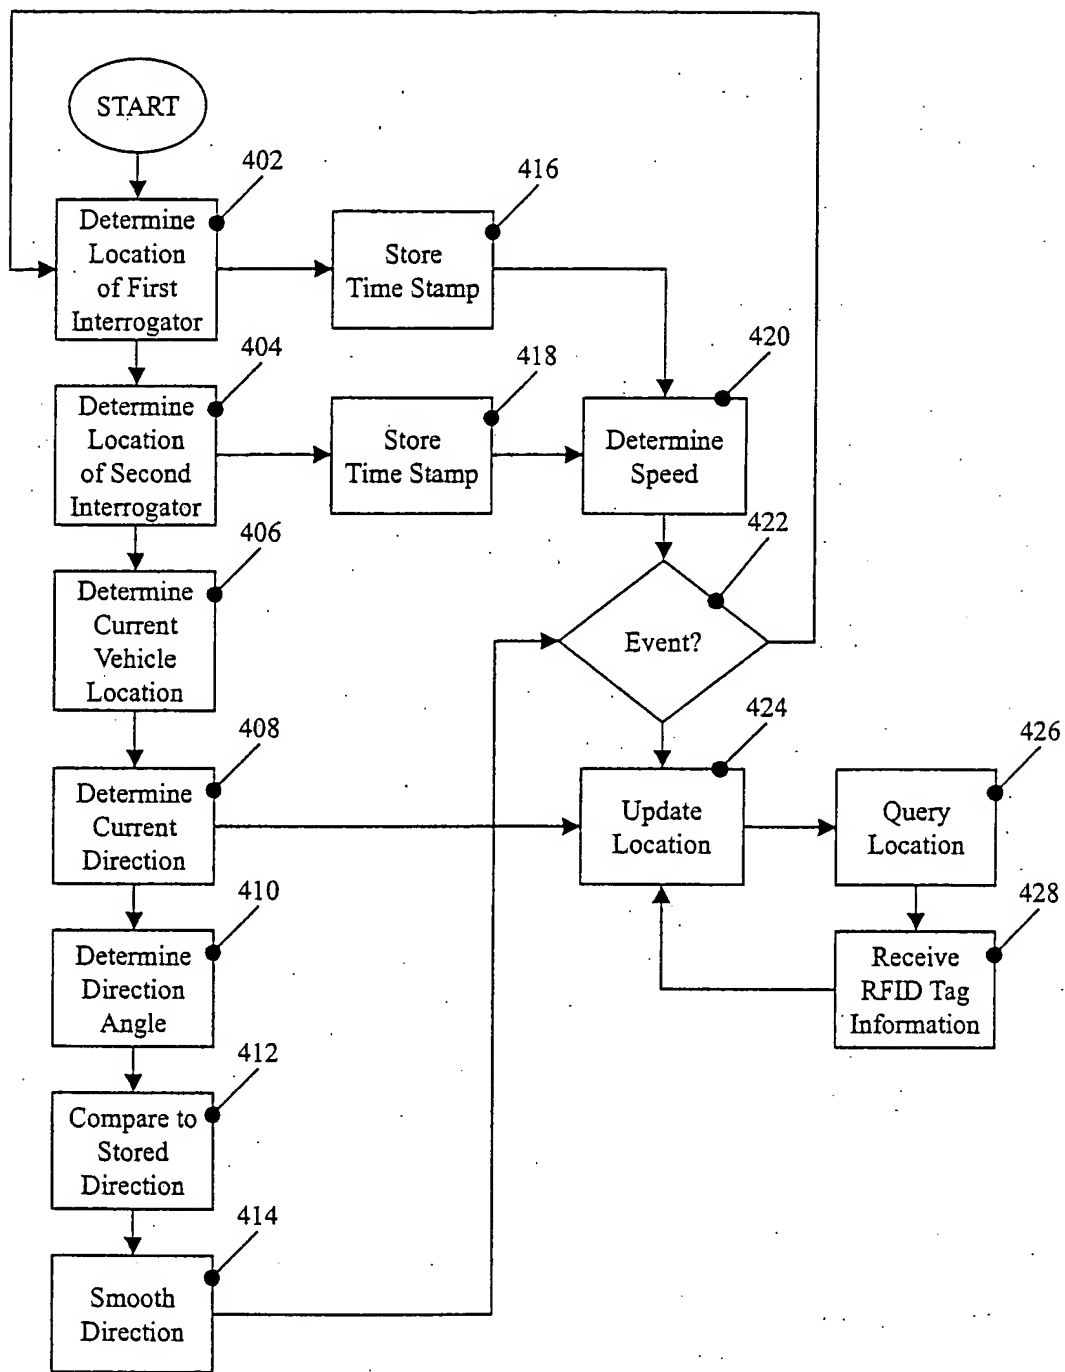 START
402
Determine
Location
of First
Interrogator
416
Store
Time Stamp
404
Determine
Location
of Second
Interrogator
418
Store
Time Stamp
420
Determine
Speed
406
Determine
Current
Vehicle
Location
422
Event?
408
Determine
Current
Direction
424
Update
Location
426
Query
Location
410
Determine
Direction
Angle
428
Receive
RFID Tag
Information
412
Compare to
Stored
Direction
414
Smooth
Direction